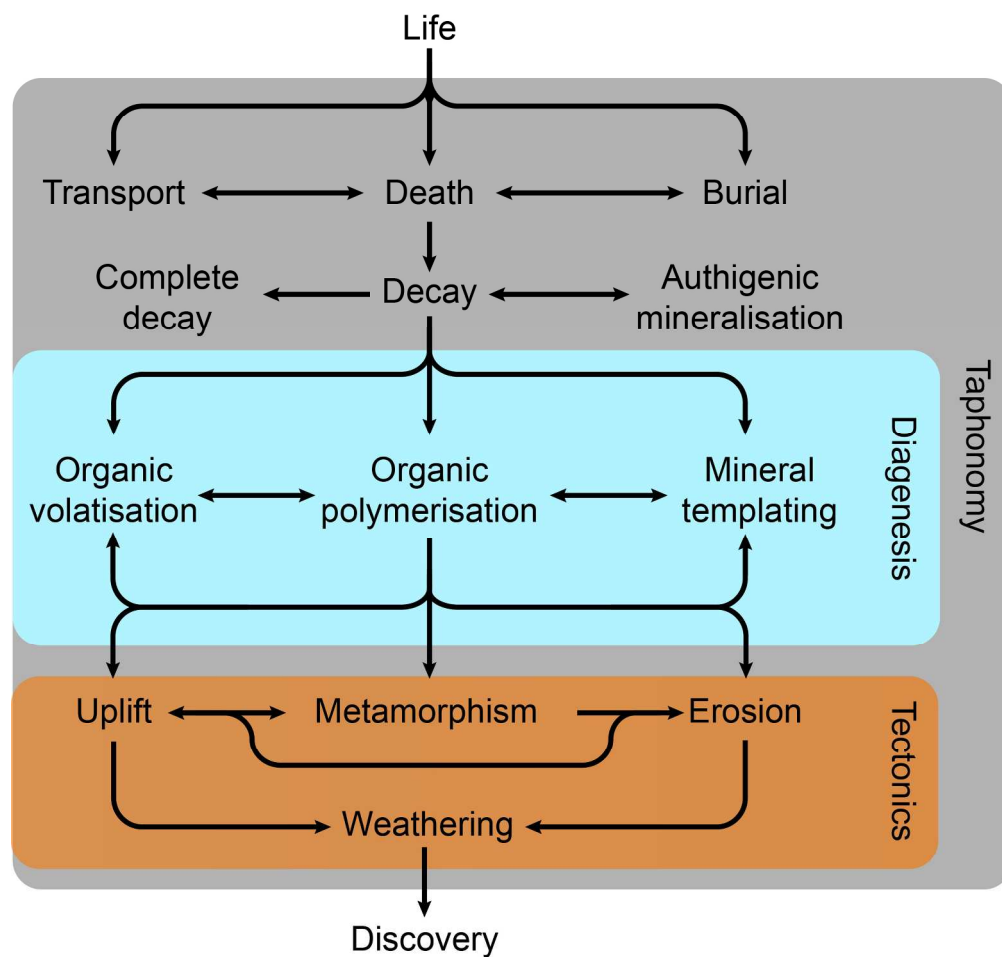 Life
Transport
Death
Burial
Complete
decay
Decay
Authigenic
mineralisation
Taphonomy
Diagenesis
Organic
volatisation
Organic
polymerisation
Mineral
templating
Tectonics
Uplift
Metamorphism
Erosion
Weathering
Discovery